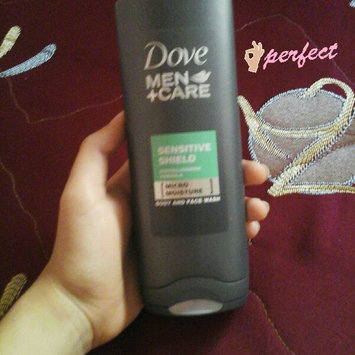 Dove
MEN
+CARE
SENSITIVE
SHIELD
MICRO
MOISTURE
BODY AND FACE WASH
perfect